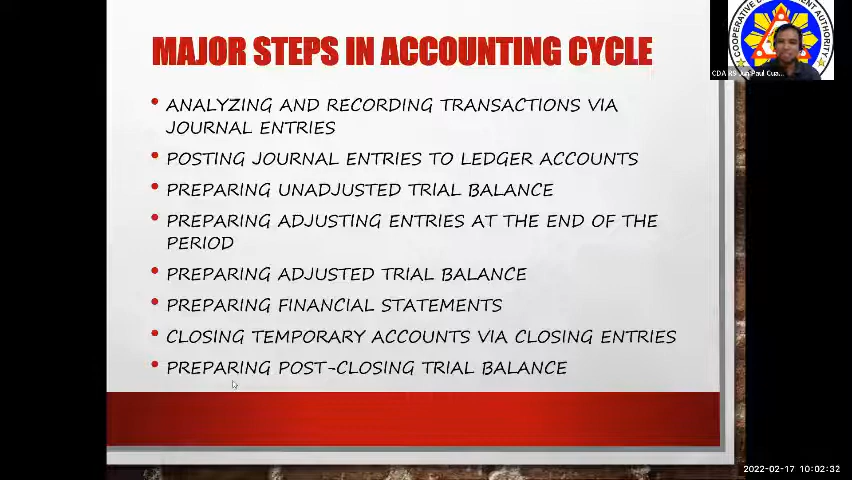 MAJOR STEPS IN ACCOUNTING CYCLE
COOPERATIVE
AUTHORITY
• ANALYZING AND RECORDING TRANSACTIONS VIA
JOURNAL ENTRIES
• POSTING JOURNAL ENTRIES TO LEDGER ACCOUNTS
• PREPARING UNADJUSTED TRIAL BALANCE
• PREPARING ADJUSTING ENTRIES AT THE END OF THE
PERIOD
• PREPARING ADJUSTED TRIAL BALANCE
• PREPARING FINANCIAL STATEMENTS
• CLOSING TEMPORARY ACCOUNTS VIA CLOSING ENTRIES
• PREPARING POST-CLOSING TRIAL BALANCE
2022-02-17 10:02:32